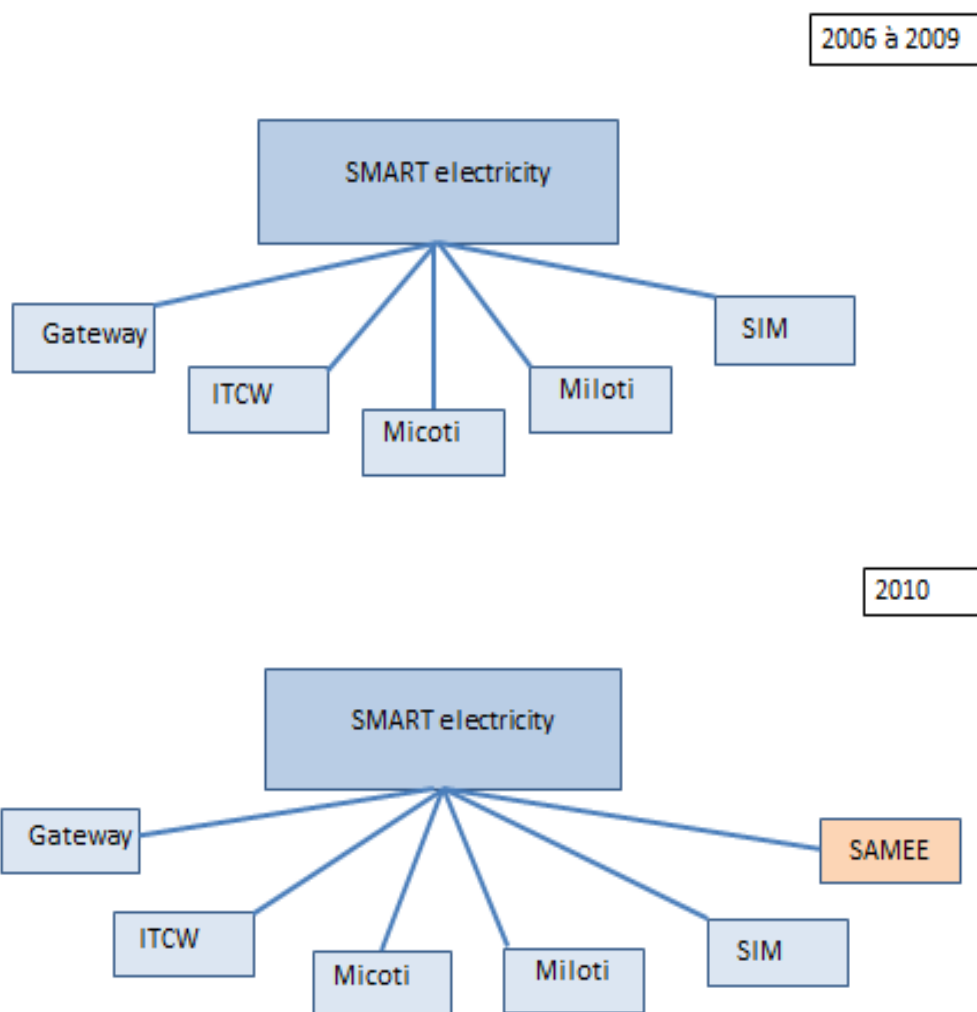 2006 à 2009
SMART electricity
Gateway
SIM
ITCW
Miloti
Micoti
2010
SMART electricity
Gateway
SAMEE
ITCW
Micoti
Miloti
SIM